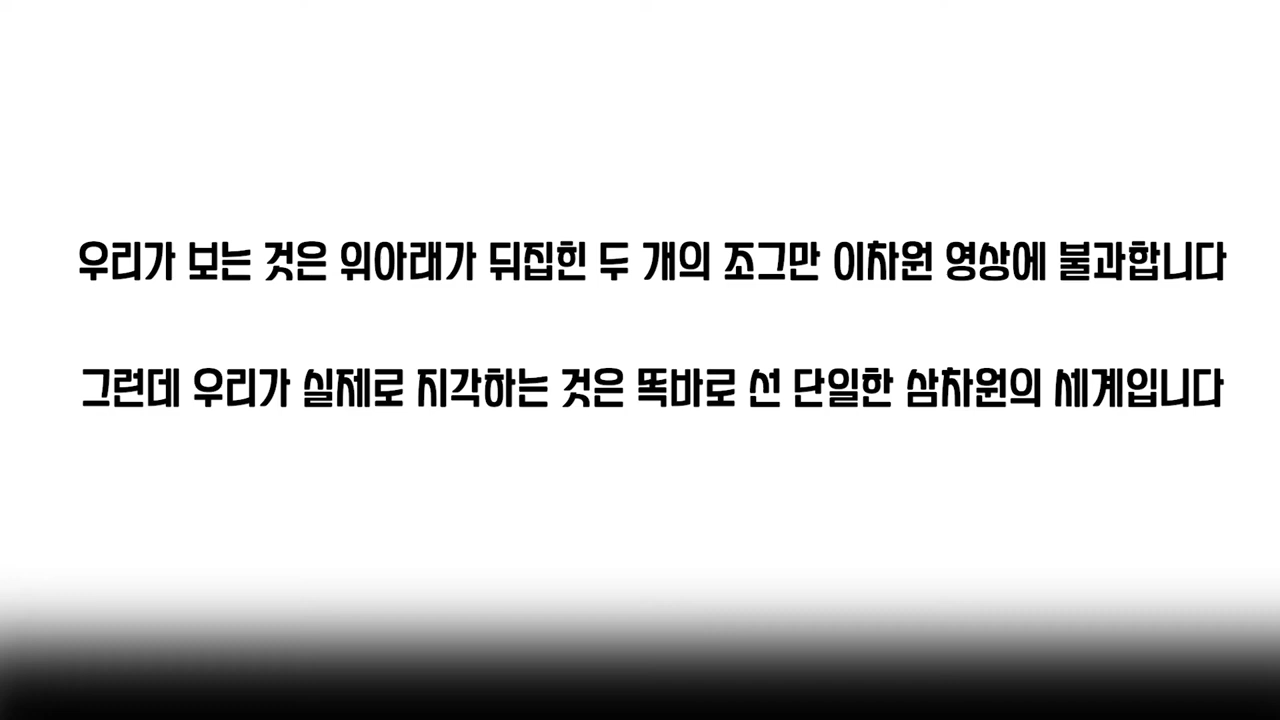 우리가 보는 것은 위아래가 뒤집힌 두 개의 조그만 이차원 영상에 불과합니다
그런데 우리가 실제로 지각하는 것은 똑바로 선 단일한 삼차원의 세계입니다